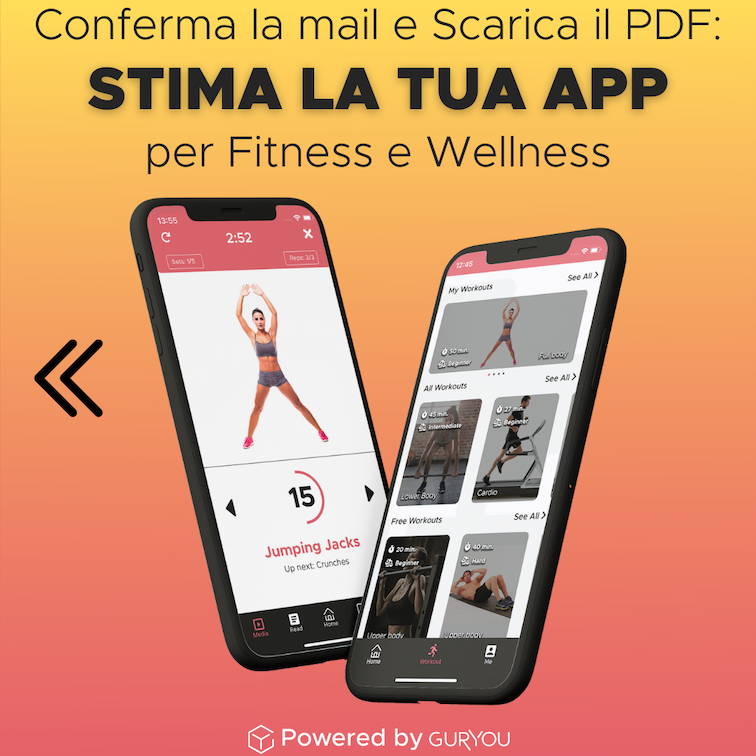 Conferma la mail e Scarica il PDF:
STIMA LA TUA APP
per Fitness e Wellness
13:55
2:52
Sets: 1/5
Reps: 3/3
15
Jumping Jacks
Up next: Crunches
Media
Read
Home
12:45
My Workouts
See All
30 min.
Beginner
Full body
All Workouts
See All
45 min.
Intermediate
Lower Body
27 min.
Beginner
Cardio
Free Workouts
See All
20 min.
Beginner
Upper body
40 min.
Hard
Upper body
Home
Workout
Me
Powered by GURYOU